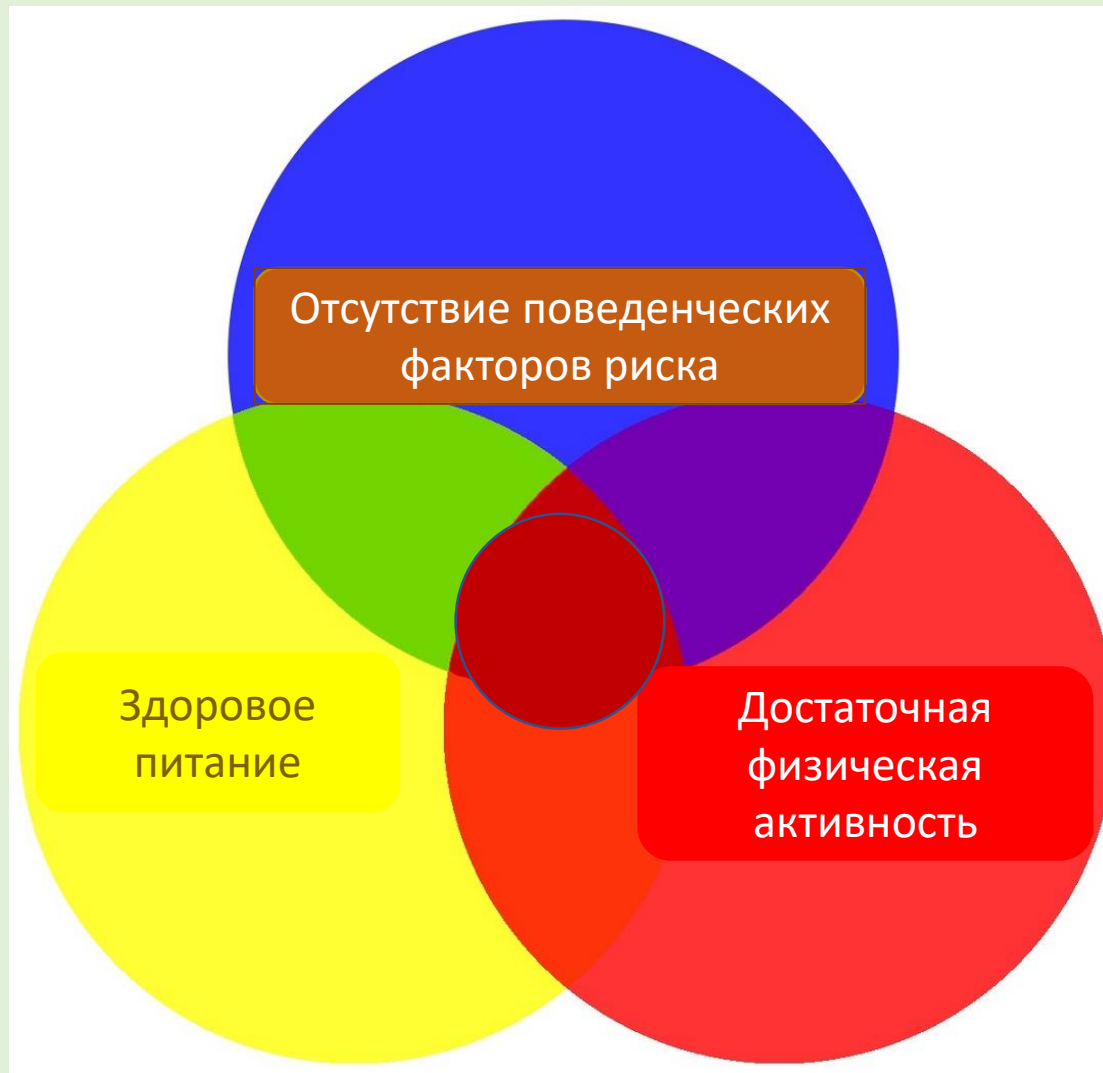 Отсутствие поведенческих
факторов риска
Здоровое
питание
Достаточная
физическая
активность